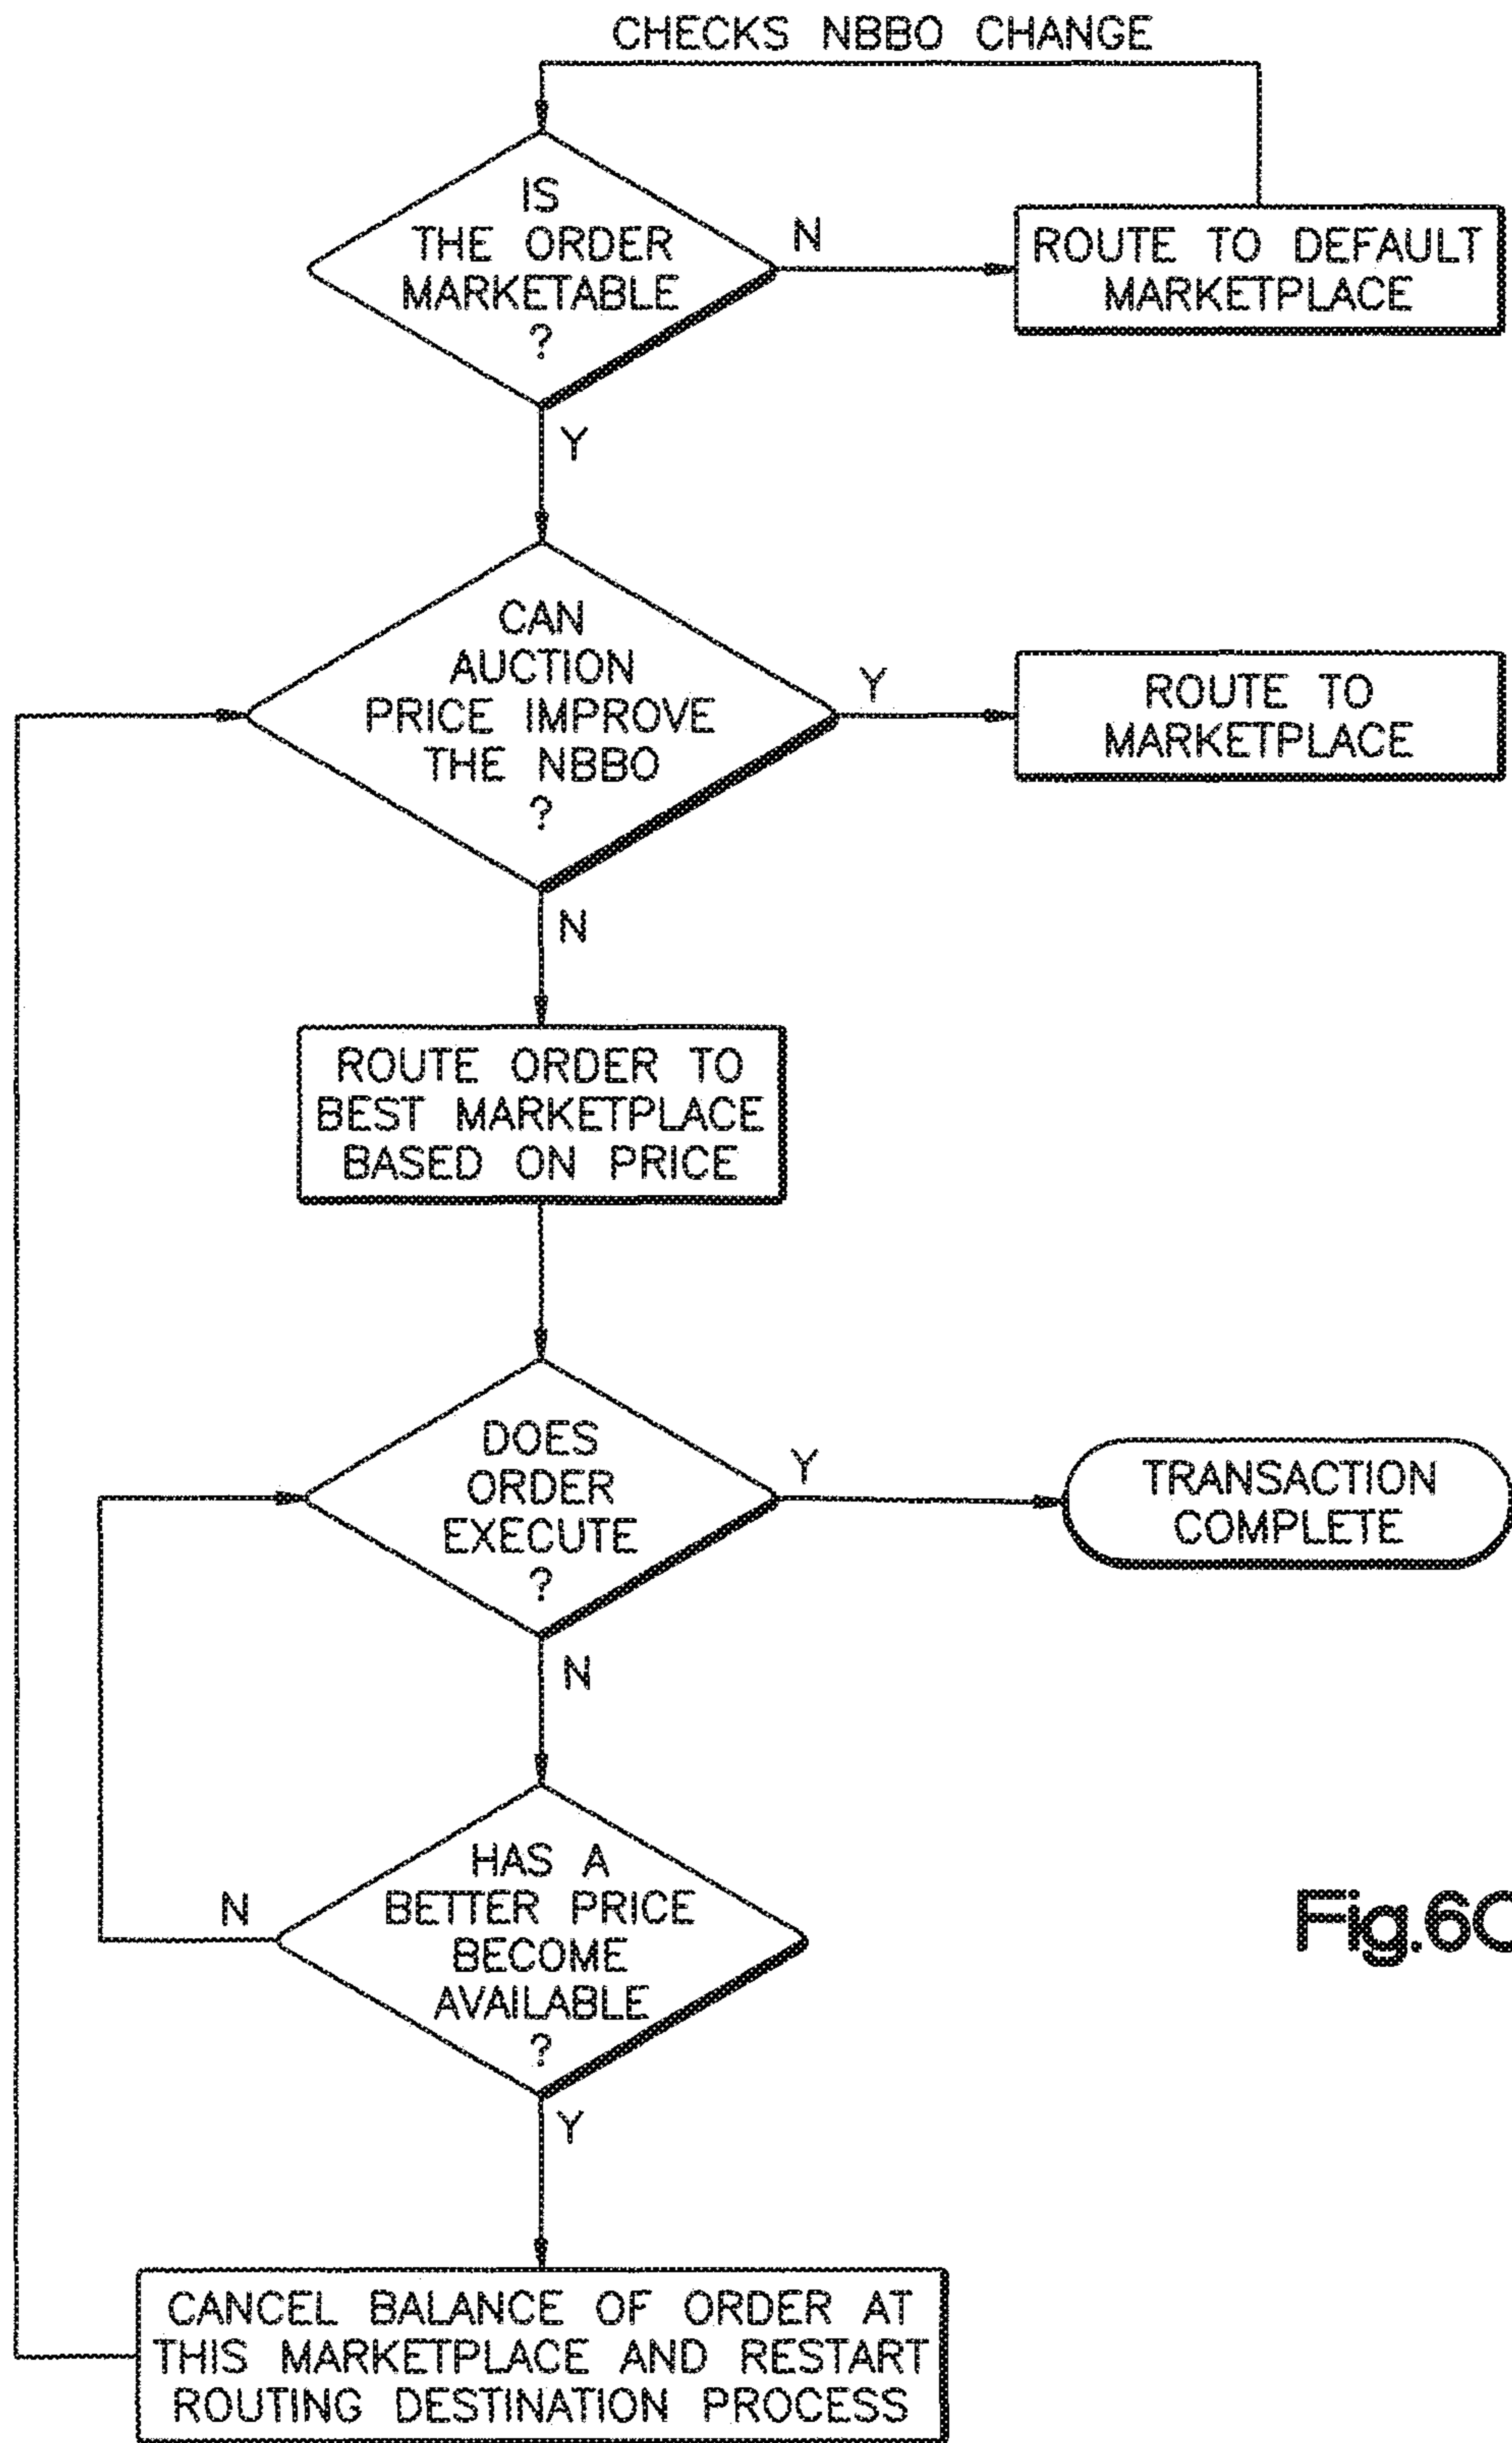 CHECKS NBBO CHANGE
IS
THE ORDER
MARKETABLE
?
N
ROUTE TO DEFAULT
MARKETPLACE
Y
CAN
AUCTION
PRICE IMPROVE
THE NBBO
?
Y
ROUTE TO
MARKETPLACE
N
ROUTE ORDER TO
BEST MARKETPLACE
BASED ON PRICE
DOES
ORDER
EXECUTE
?
Y
TRANSACTION
COMPLETE
N
HAS A
BETTER PRICE
BECOME
AVAILABLE
?
N
Fig.6C
Y
CANCEL BALANCE OF ORDER AT
THIS MARKETPLACE AND RESTART
ROUTING DESTINATION PROCESS